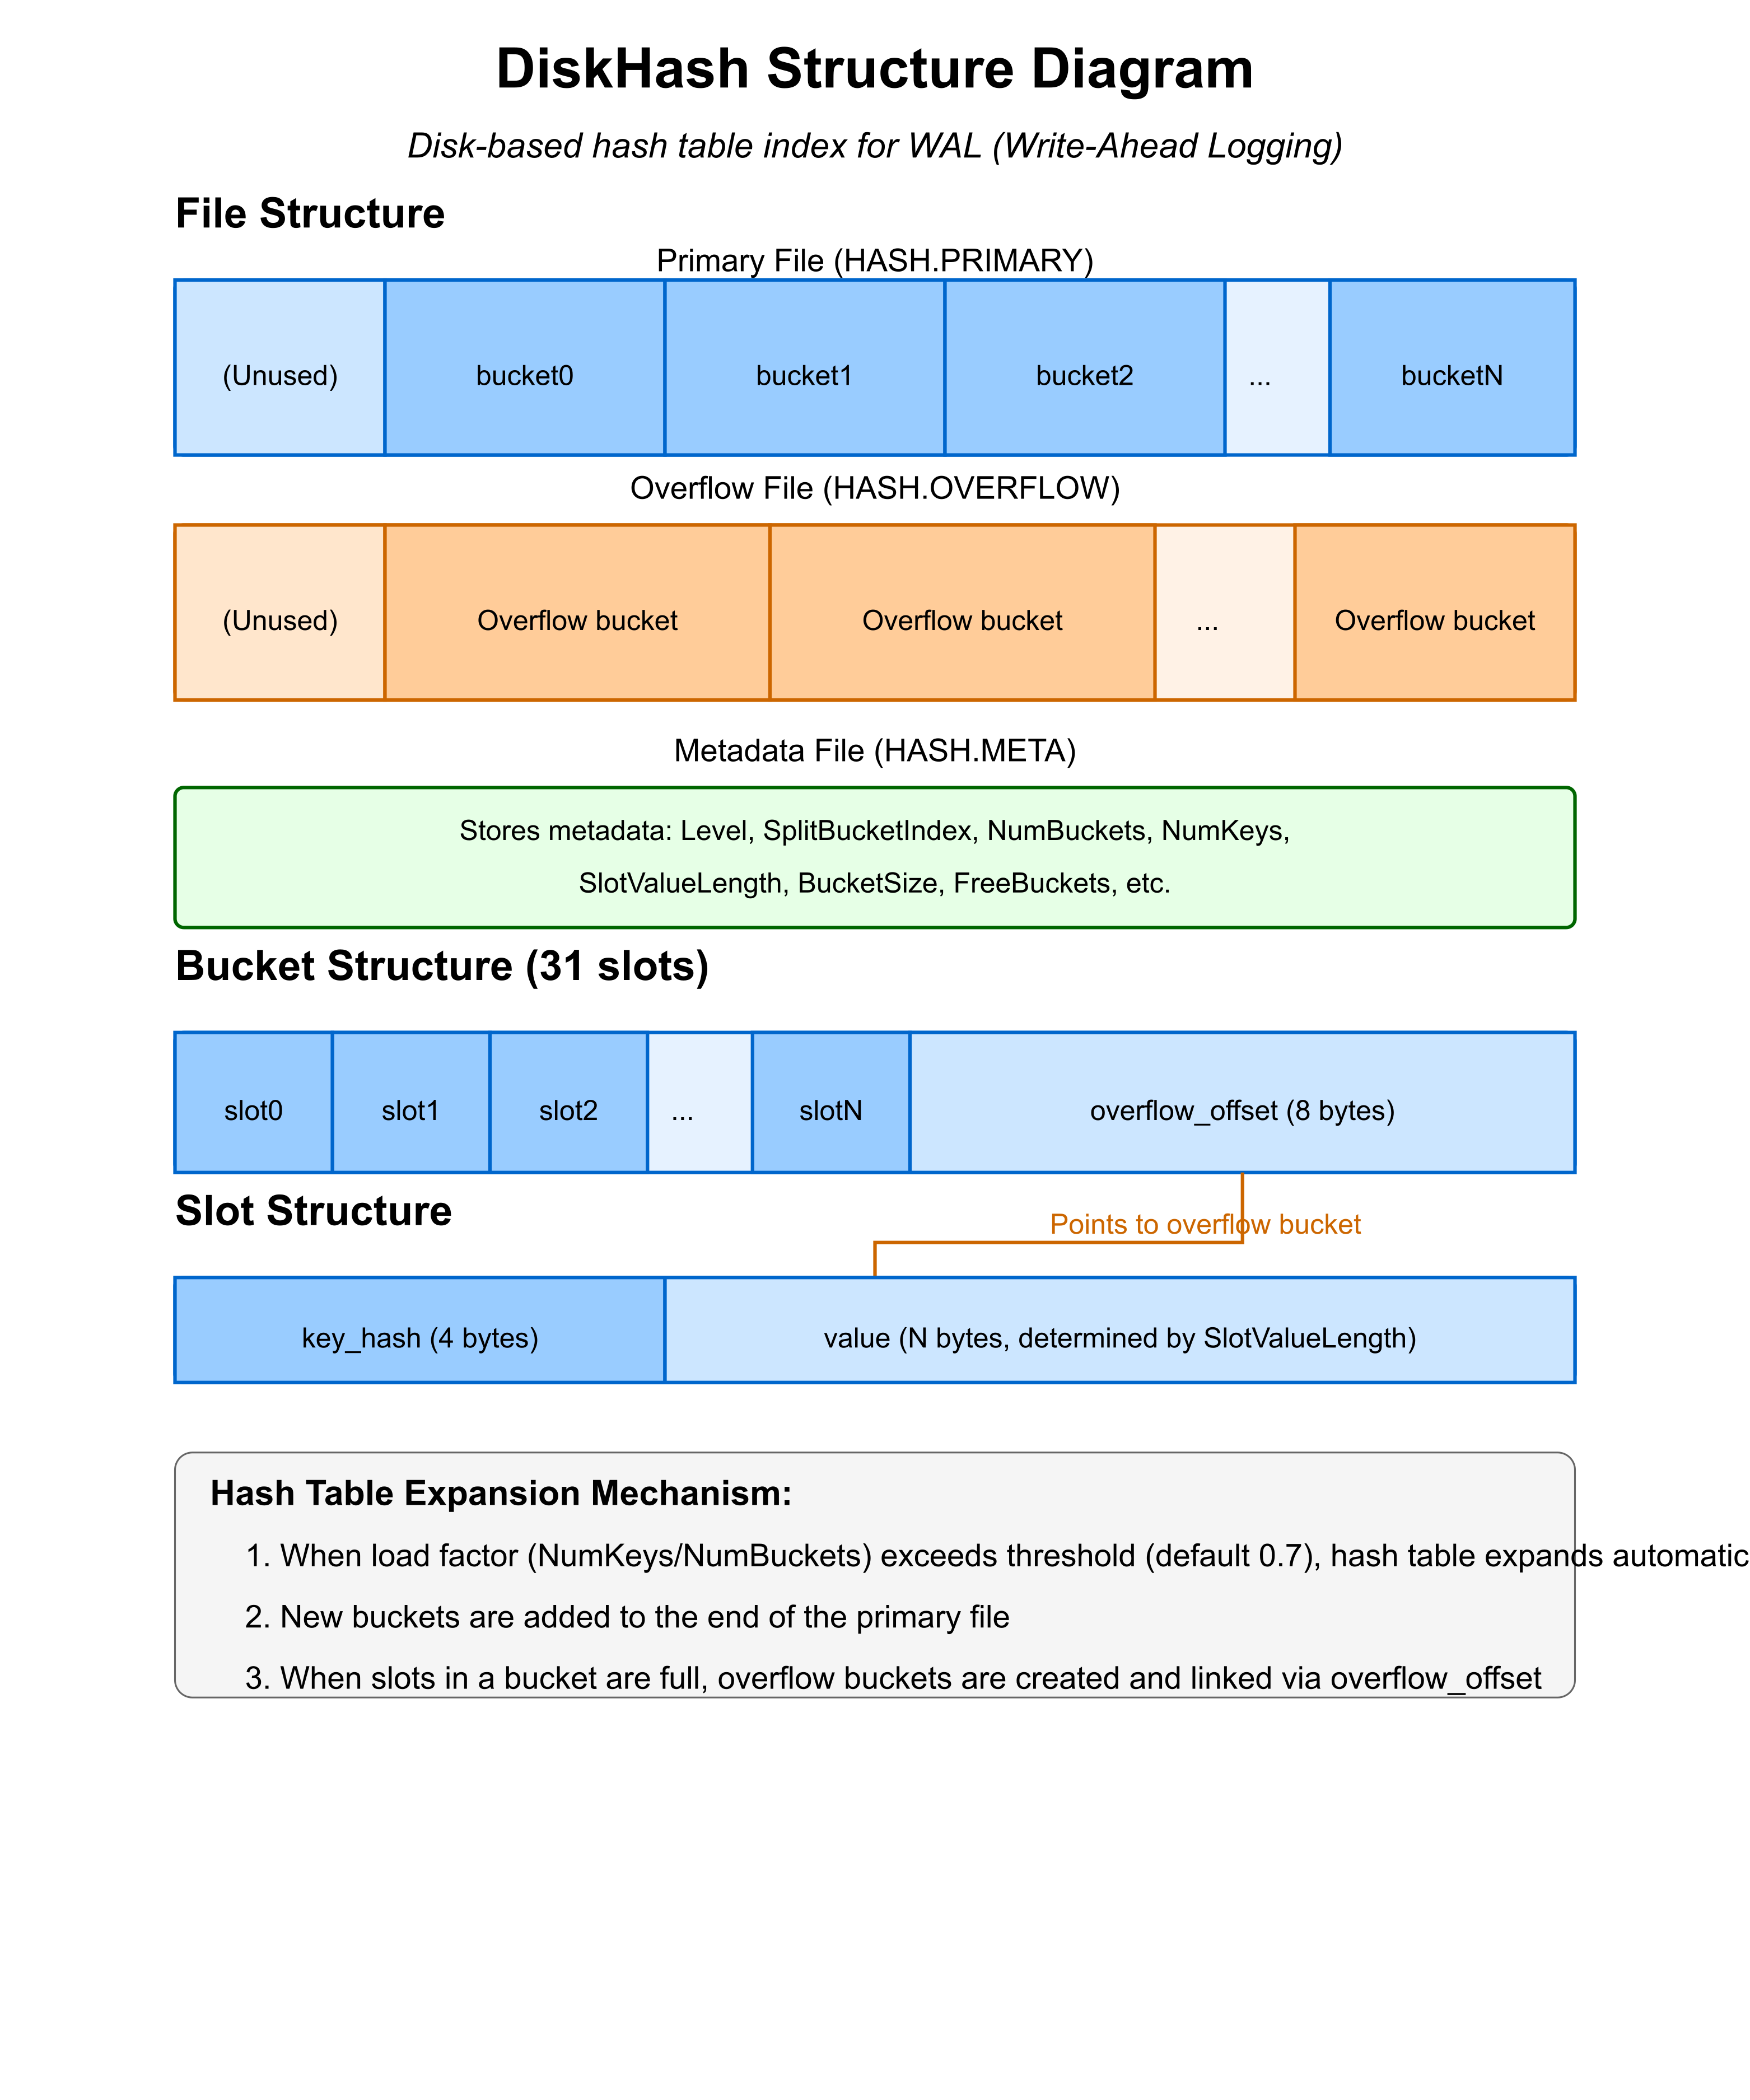 DiskHash Structure Diagram
Disk-based hash table index for WAL (Write-Ahead Logging)
File Structure
Primary File (HASH.PRIMARY)
(Unused)
bucket0
bucket1
bucket2
...
bucketN
Overflow File (HASH.OVERFLOW)
(Unused)
Overflow bucket
Overflow bucket
...
Overflow bucket
Metadata File (HASH.META)
Stores metadata: Level, SplitBucketIndex, NumBuckets, NumKeys,
SlotValueLength, BucketSize, FreeBuckets, etc.
Bucket Structure (31 slots)
slot0
slot1
slot2
...
slotN
overflow_offset (8 bytes)
Slot Structure
Points to overflow bucket
key_hash (4 bytes)
value (N bytes, determined by SlotValueLength)
Hash Table Expansion Mechanism:
1. When load factor (NumKeys/NumBuckets) exceeds threshold (default 0.7), hash table expands automatic
2. New buckets are added to the end of the primary file
3. When slots in a bucket are full, overflow buckets are created and linked via overflow_offset